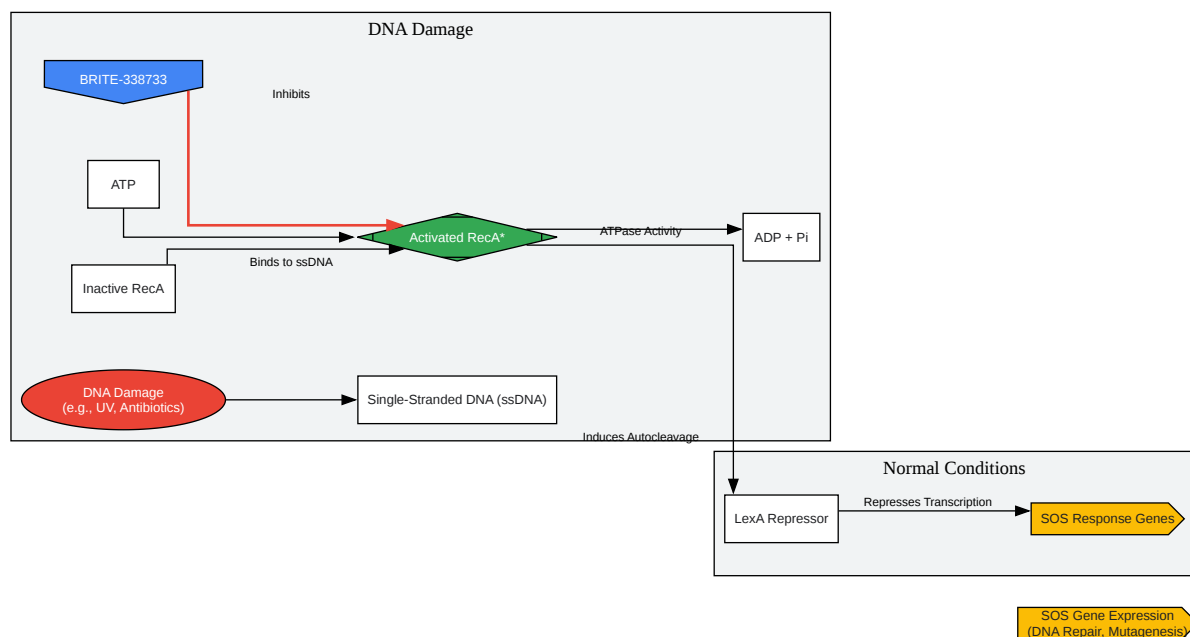 DNA Damage
BRITE-338733
Inhibits
ATP
Activated RecA*
ATPase Activity
ADP + Pi
Binds to ssDNA
Inactive RecA
DNA Damage
(e.g., UV, Antibiotics)
Single-Stranded DNA (ssDNA)
Induces Autocleavage
Normal Conditions
LexA Repressor
Represses Transcription
SOS Response Genes
SOS Gene Expression
(DNA Repair, Mutagenesis)